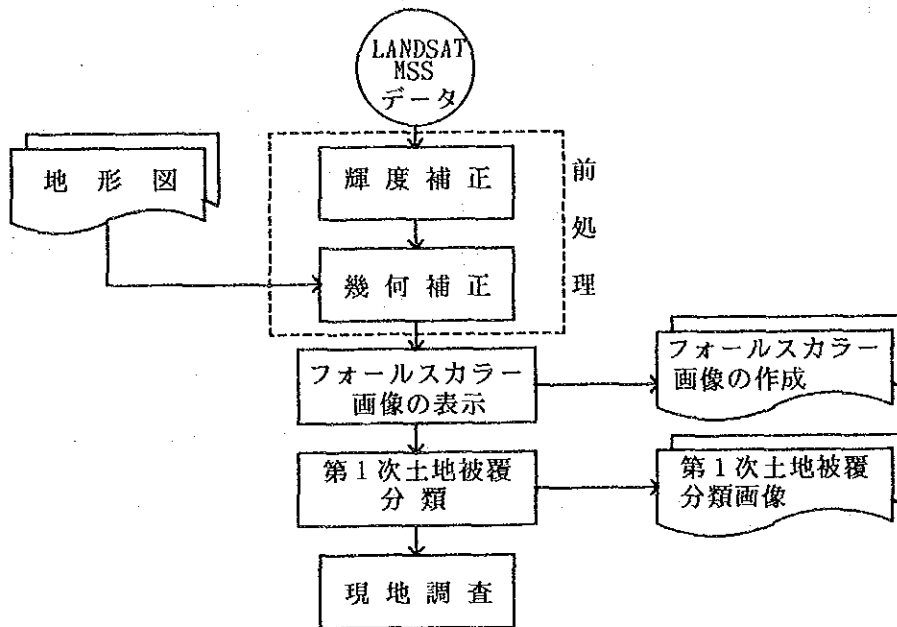 LANDSAT
MSS
データ
地形図
輝度補正
前処理
幾何補正
フォールスカラー
画像の表示
フォールスカラー
画像の作成
第1次土地被覆
分類
第1次土地被覆
分類画像
現地調査